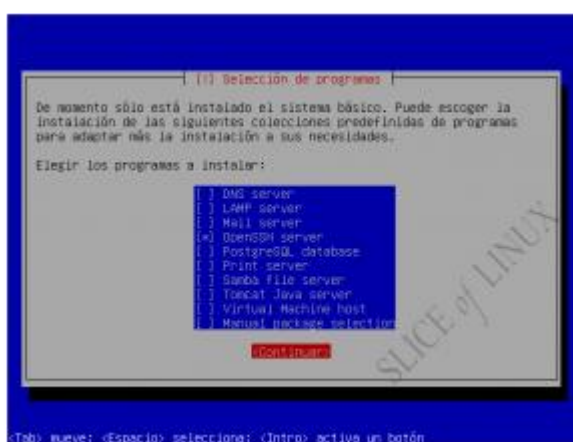 [!] Selección de programas
De momento sólo está instalado el sistema básico. Puede escoger la
instalación de las siguientes colecciones predefinidas de programas
para adaptar más la instalación a sus necesidades.
Elegir los programas a instalar:
[ ] DNS server
[ ] LAMP server
[ ] Mail server
[*] OpenSSH server
[ ] PostgreSQL database
[ ] Print server
[ ] Samba file server
[ ] Tomcat Java server
[ ] Virtual Machine host
[ ] Manual package selection
<Continuar>
SLICE of LINUX
<Tab> mueve; <Espacio> selecciona; <Intro> activa un botón